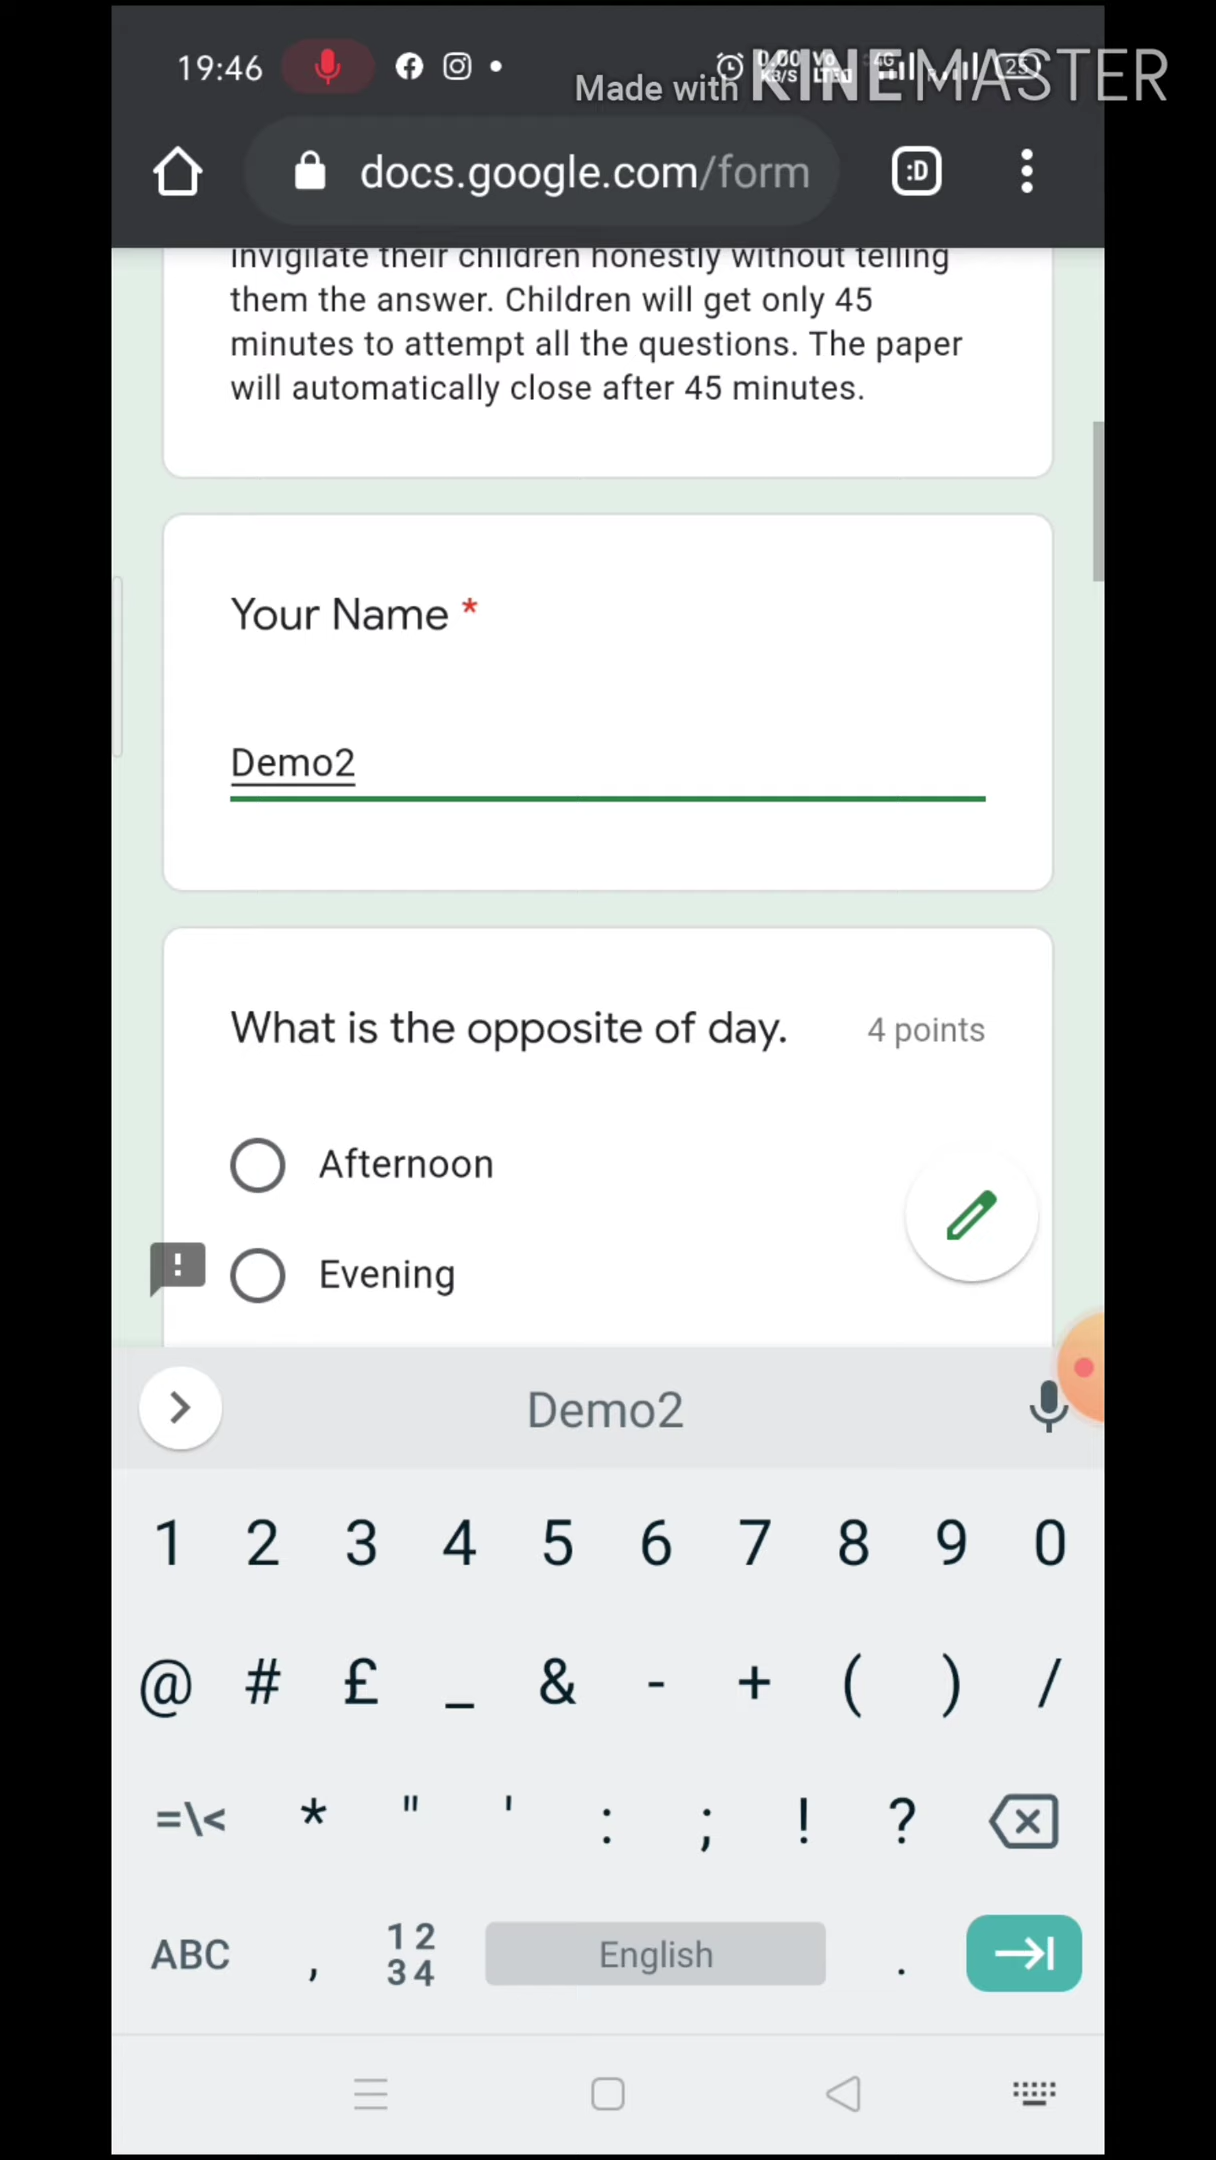 19:46
Made with KINEMASTER
docs.google.com/form
:D
invigilate their children honestly without telling
them the answer. Children will get only 45
minutes to attempt all the questions. The paper
will automatically close after 45 minutes.
Your Name *
Demo2
What is the opposite of day. 4 points
Afternoon
Evening
Demo2
1 2 3 4 5 6 7 8 9 0
@ # £ _ & - + ( ) /
=\< * " ' : ; ! ?
ABC , 12 English .
34